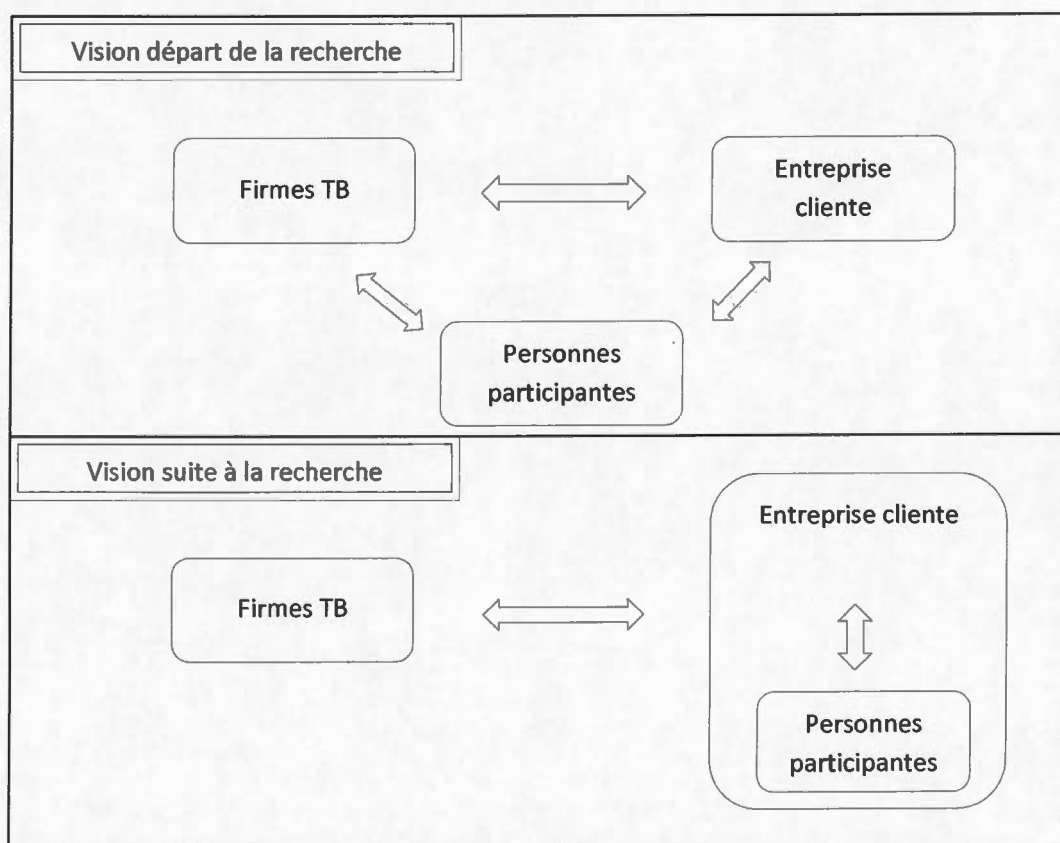 Vision départ de la recherche
Firmes TB
Entreprise
cliente
Personnes
participantes
Vision suite à la recherche
Entreprise cliente
Firmes TB
Personnes
participantes